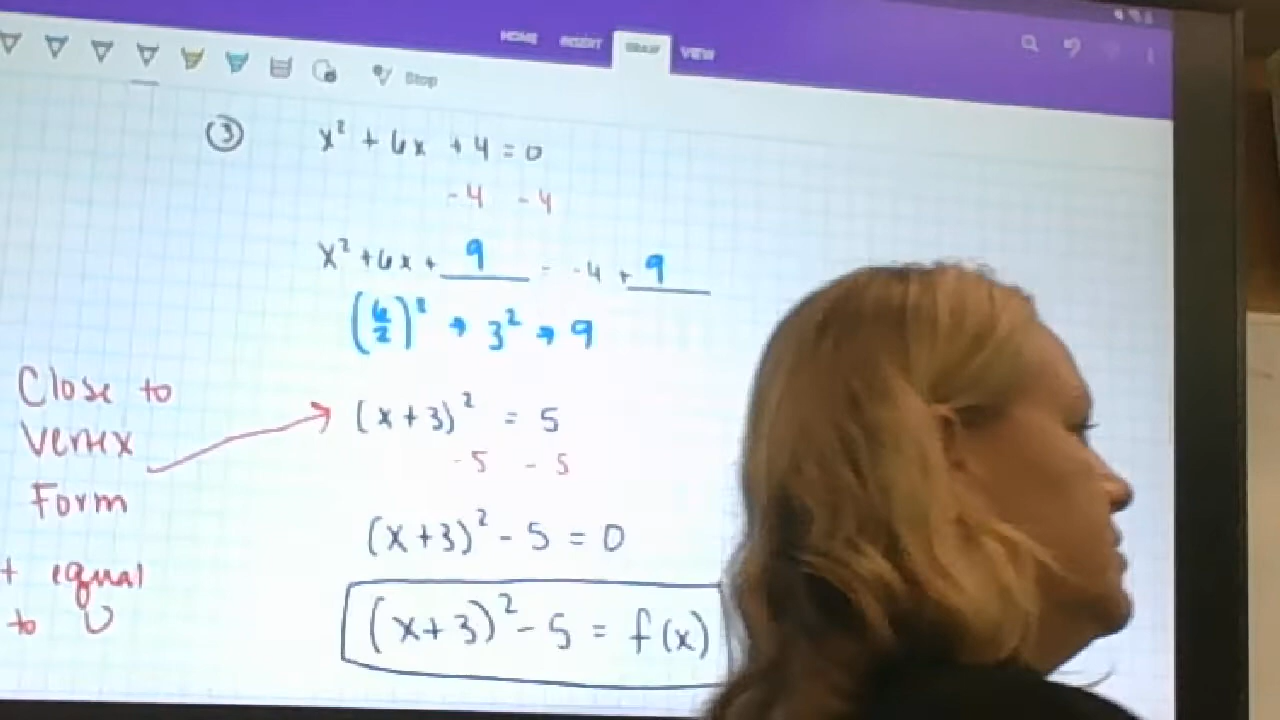 HOME INSERT DRAW VIEW
Stop
③ x² + 6x + 4 = 0
-4 -4
x² + 6x + 9 = -4 + 9
(6/2)² → 3² → 9
Close to
Vertex
Form
(x + 3)² = 5
-5 -5
(x + 3)² - 5 = 0
+ equal
to 0
(x + 3)² - 5 = f(x)